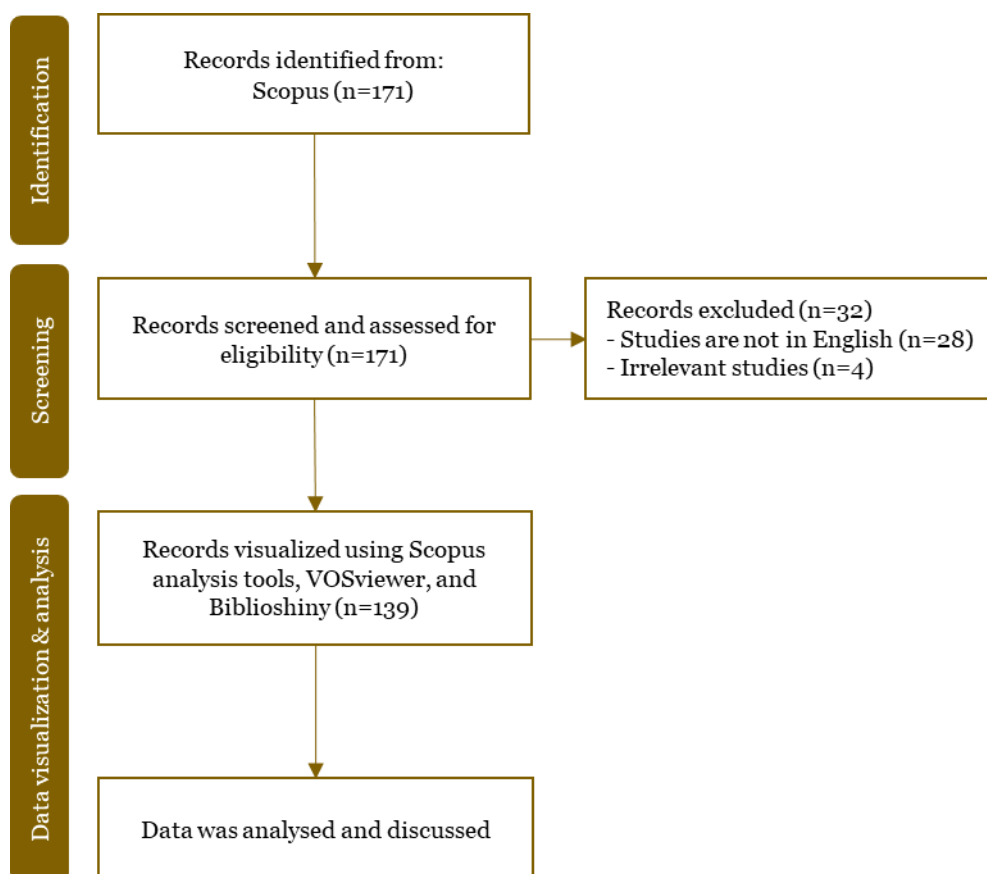 Identification
Records identified from:
Scopus (n=171)
Screening
Records screened and assessed for
eligibility (n=171)
Records excluded (n=32)
- Studies are not in English (n=28)
- Irrelevant studies (n=4)
Data visualization & analysis
Records visualized using Scopus
analysis tools, VOSviewer, and
Biblioshiny (n=139)
Data was analysed and discussed